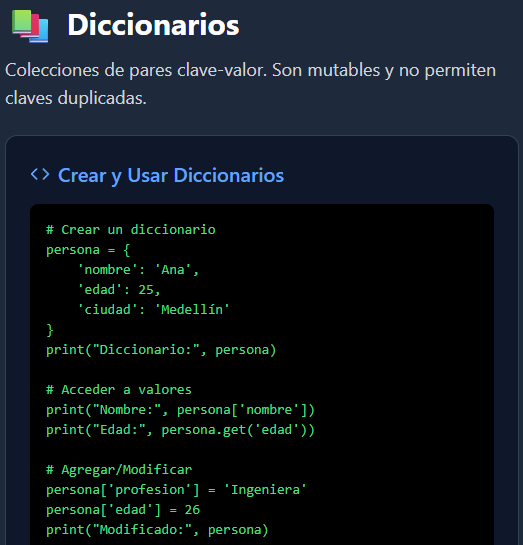 Diccionarios
Colecciones de pares clave-valor. Son mutables y no permiten
claves duplicadas.
<> Crear y Usar Diccionarios
# Crear un diccionario
persona = {
    'nombre': 'Ana',
    'edad': 25,
    'ciudad': 'Medellín'
}
print("Diccionario:", persona)

# Acceder a valores
print("Nombre:", persona['nombre'])
print("Edad:", persona.get('edad'))

# Agregar/Modificar
persona['profesion'] = 'Ingeniera'
persona['edad'] = 26
print("Modificado:", persona)